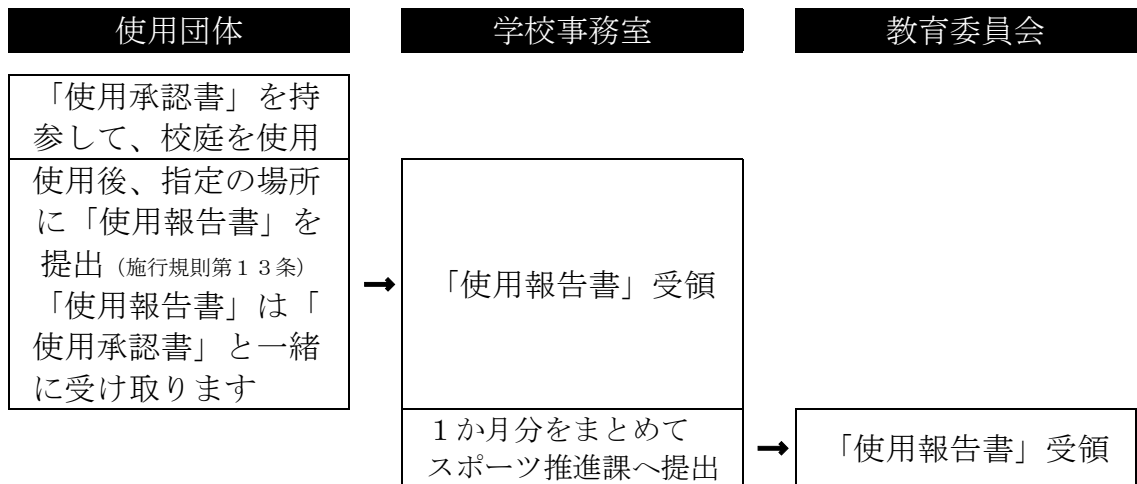 使用団体
学校事務室
教育委員会
「使用承認書」を持
参して、校庭を使用
使用後、指定の場所
に「使用報告書」を
提出（施行規則第１３条）
「使用報告書」は「
使用承認書」と一緒
に受け取ります
→
「使用報告書」受領
１か月分をまとめて
スポーツ推進課へ提出
→
「使用報告書」受領